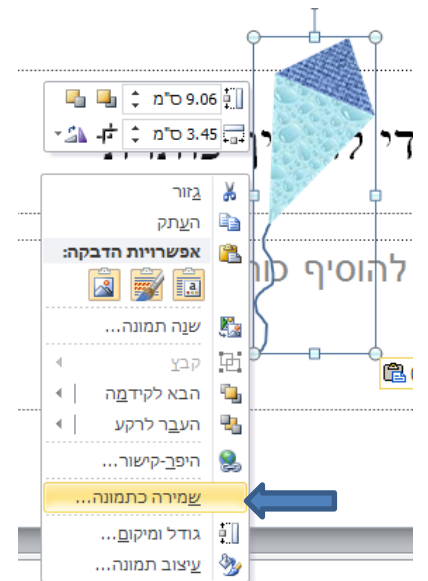 9.06 ס"מ
3.45 ס"מ
גזור
העתק
אפשרויות הדבקה:
a
שנה תמונה...
קבץ
הבא לקידמה
העבר לרקע
היפר-קישור...
שמירה כתמונה...
גודל ומיקום...
עיצוב תמונה...
להוסיף